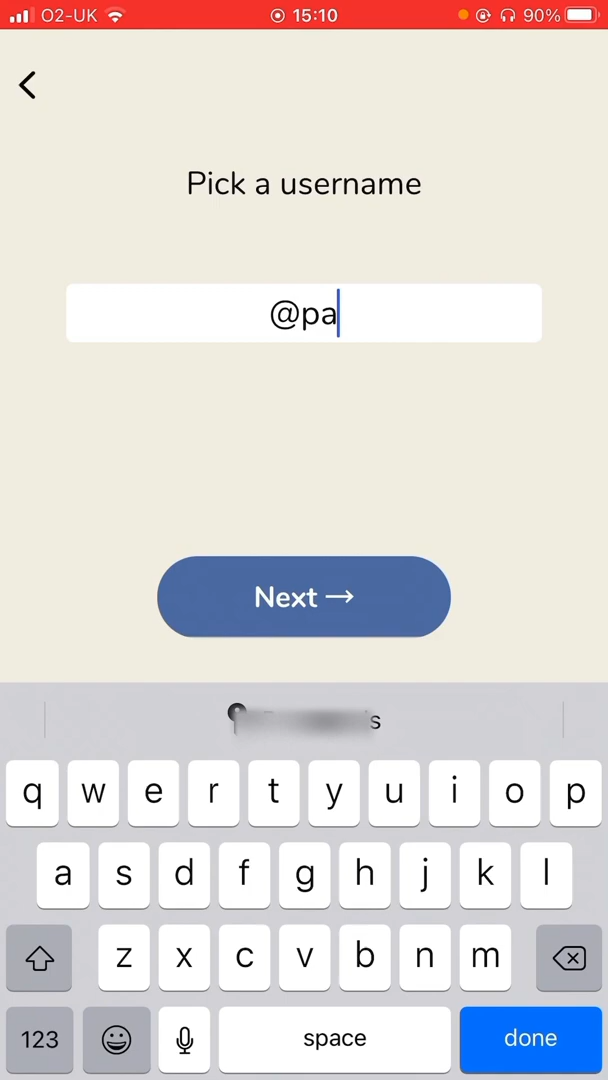 O2-UK 15:10 90%
Pick a username
@pa
Next →
q w e r t y u i o p
a s d f g h j k l
z x c v b n m
123 space done